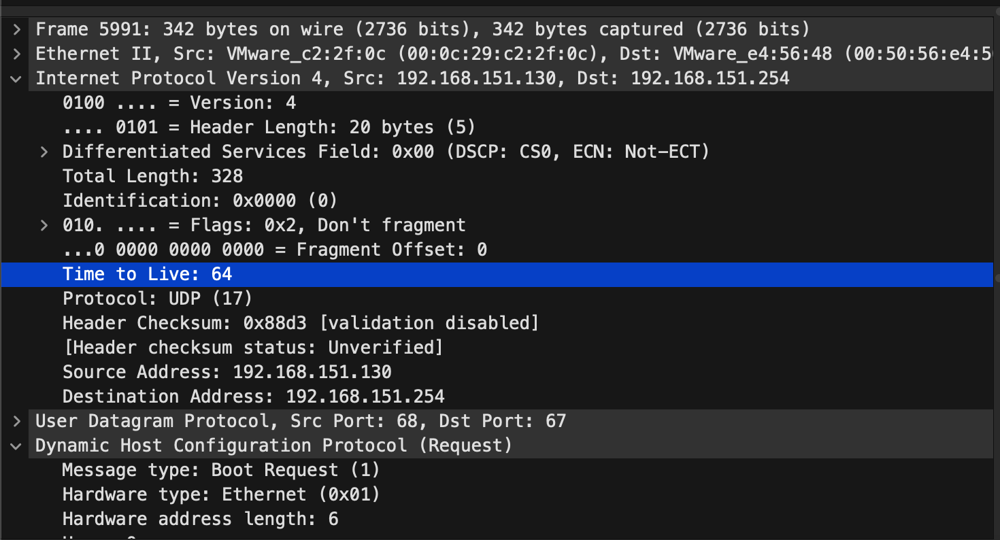 Frame 5991: 342 bytes on wire (2736 bits), 342 bytes captured (2736 bits)
Ethernet II, Src: VMware_c2:2f:0c (00:0c:29:c2:2f:0c), Dst: VMware_e4:56:48 (00:50:56:e4:5
Internet Protocol Version 4, Src: 192.168.151.130, Dst: 192.168.151.254
0100 .... = Version: 4
.... 0101 = Header Length: 20 bytes (5)
Differentiated Services Field: 0x00 (DSCP: CS0, ECN: Not-ECT)
Total Length: 328
Identification: 0x0000 (0)
010. .... = Flags: 0x2, Don't fragment
...0 0000 0000 0000 = Fragment Offset: 0
Time to Live: 64
Protocol: UDP (17)
Header Checksum: 0x88d3 [validation disabled]
[Header checksum status: Unverified]
Source Address: 192.168.151.130
Destination Address: 192.168.151.254
User Datagram Protocol, Src Port: 68, Dst Port: 67
Dynamic Host Configuration Protocol (Request)
Message type: Boot Request (1)
Hardware type: Ethernet (0x01)
Hardware address length: 6